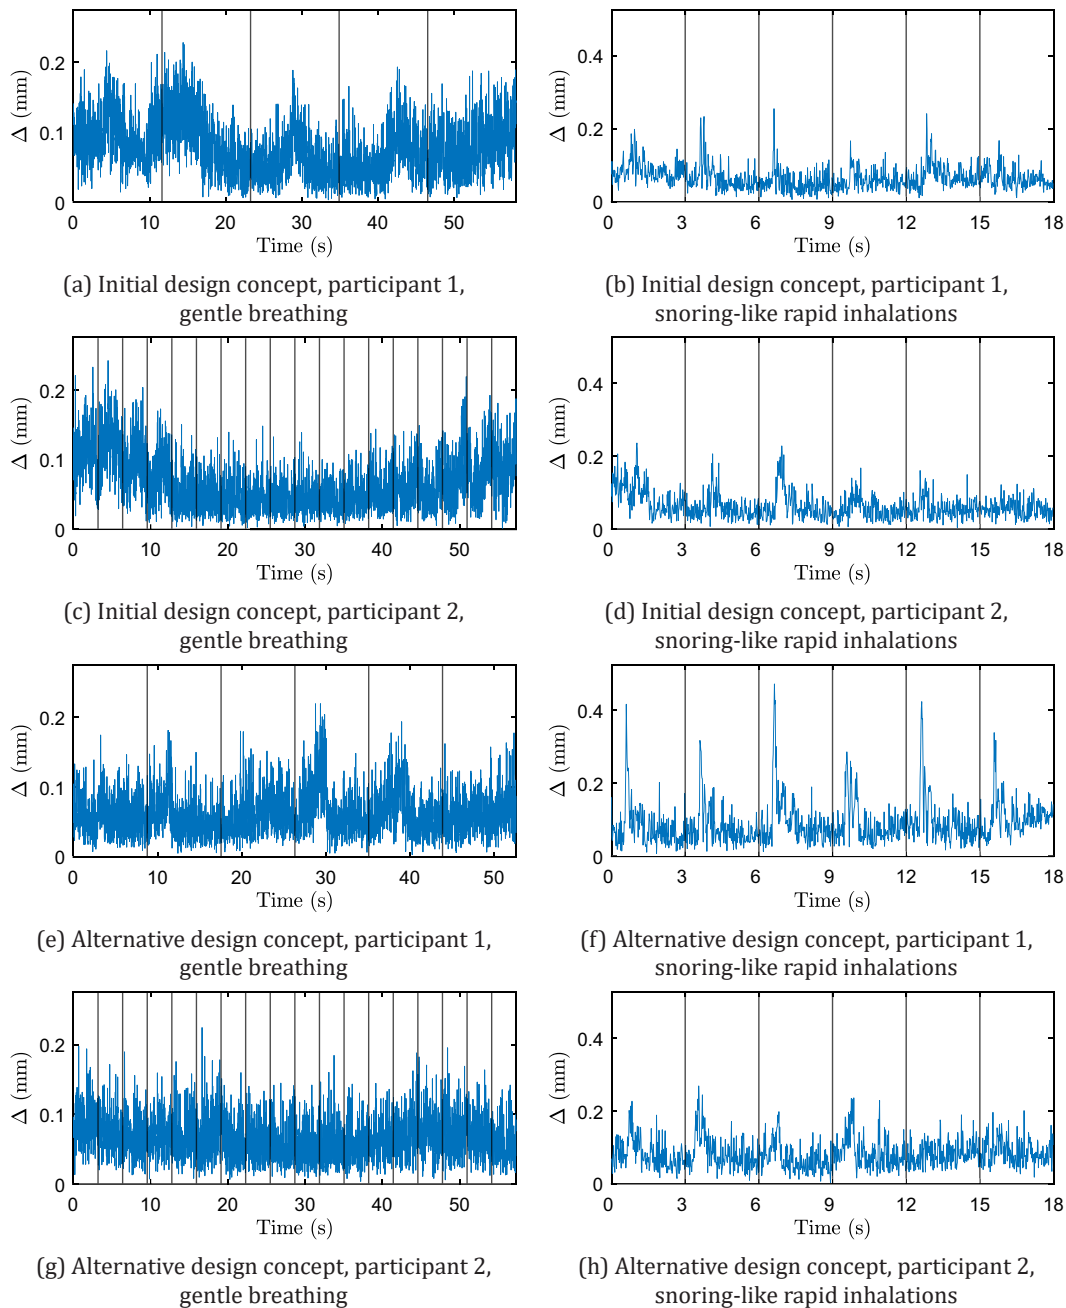 Δ (mm)
0.2
0.1
0
0 10 20 30 40 50
Time (s)
(a) Initial design concept, participant 1,
gentle breathing
Δ (mm)
0.4
0.2
0
0 3 6 9 12 15 18
Time (s)
(b) Initial design concept, participant 1,
snoring-like rapid inhalations
Δ (mm)
0.2
0.1
0
0 10 20 30 40 50
Time (s)
(c) Initial design concept, participant 2,
gentle breathing
Δ (mm)
0.4
0.2
0
0 3 6 9 12 15 18
Time (s)
(d) Initial design concept, participant 2,
snoring-like rapid inhalations
Δ (mm)
0.2
0.1
0
0 10 20 30 40 50
Time (s)
(e) Alternative design concept, participant 1,
gentle breathing
Δ (mm)
0.4
0.2
0
0 3 6 9 12 15 18
Time (s)
(f) Alternative design concept, participant 1,
snoring-like rapid inhalations
Δ (mm)
0.2
0.1
0
0 10 20 30 40 50
Time (s)
(g) Alternative design concept, participant 2,
gentle breathing
Δ (mm)
0.4
0.2
0
0 3 6 9 12 15 18
Time (s)
(h) Alternative design concept, participant 2,
snoring-like rapid inhalations